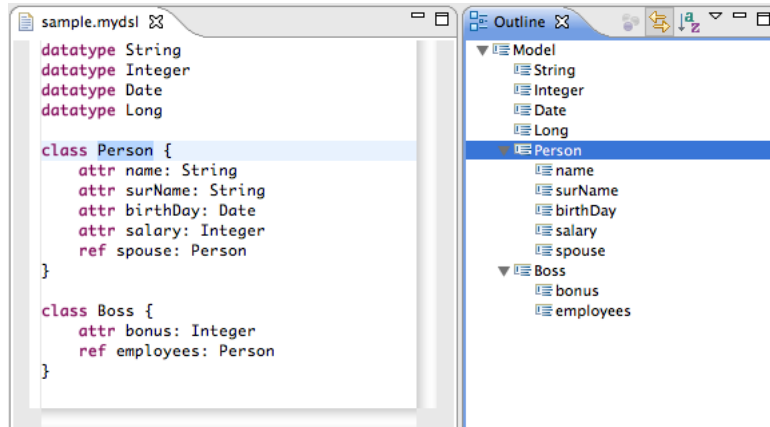 sample.mydsl
datatype String
datatype Integer
datatype Date
datatype Long
class Person {
attr name: String
attr surName: String
attr birthDay: Date
attr salary: Integer
ref spouse: Person
}
class Boss {
attr bonus: Integer
ref employees: Person
}
Outline
Model
String
Integer
Date
Long
Person
name
surName
birthDay
salary
spouse
Boss
bonus
employees